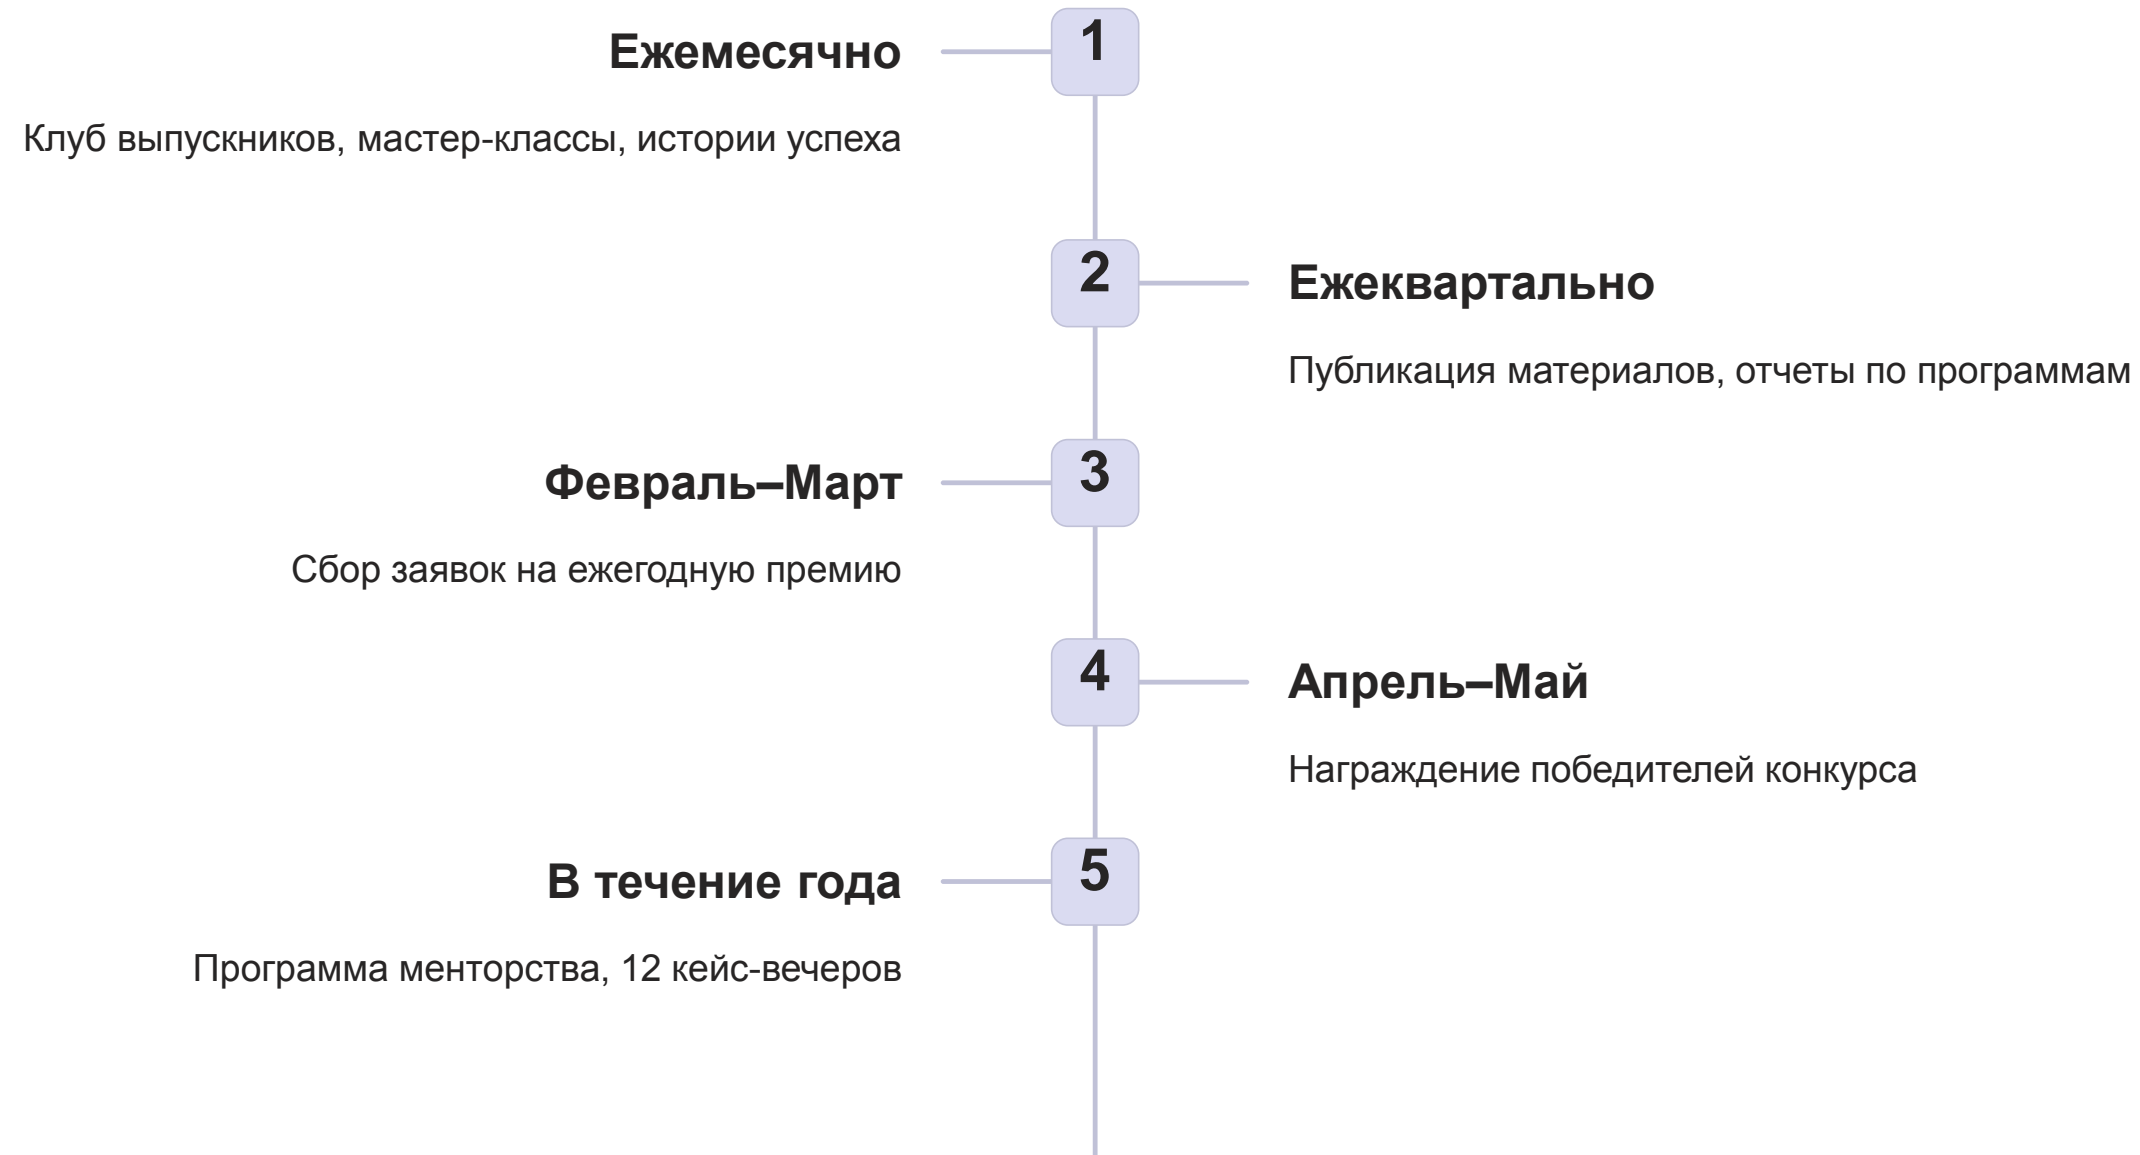 1
Ежемесячно
Клуб выпускников, мастер-классы, истории успеха
2
Ежеквартально
Публикация материалов, отчеты по программам
3
Февраль–Март
Сбор заявок на ежегодную премию
4
Апрель–Май
Награждение победителей конкурса
5
В течение года
Программа менторства, 12 кейс-вечеров